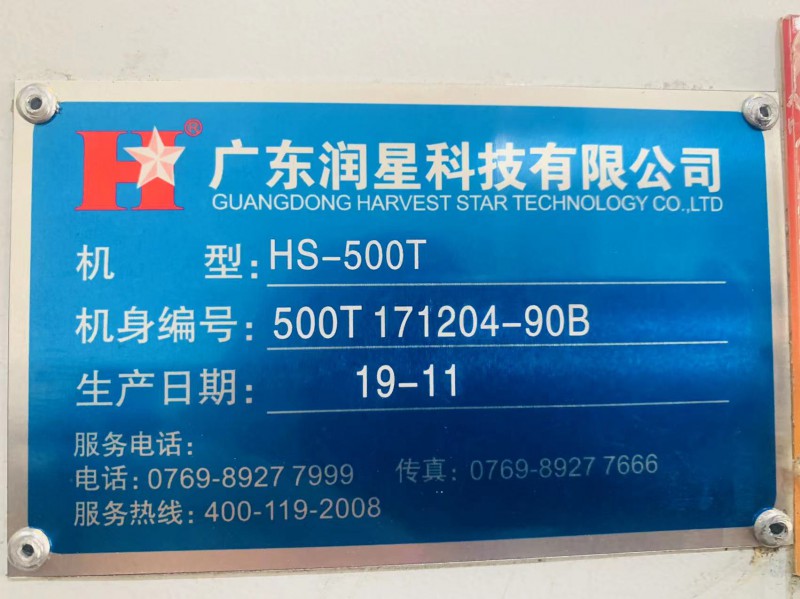 H®
广东润星科技有限公司
GUANGDONG HARVEST STAR TECHNOLOGY CO.,LTD
机 型: HS-500T
机身编号: 500T 171204-90B
生产日期: 19-11
服务电话:
电话: 0769-8927 7999 传真: 0769-8927 7666
服务热线: 400-119-2008